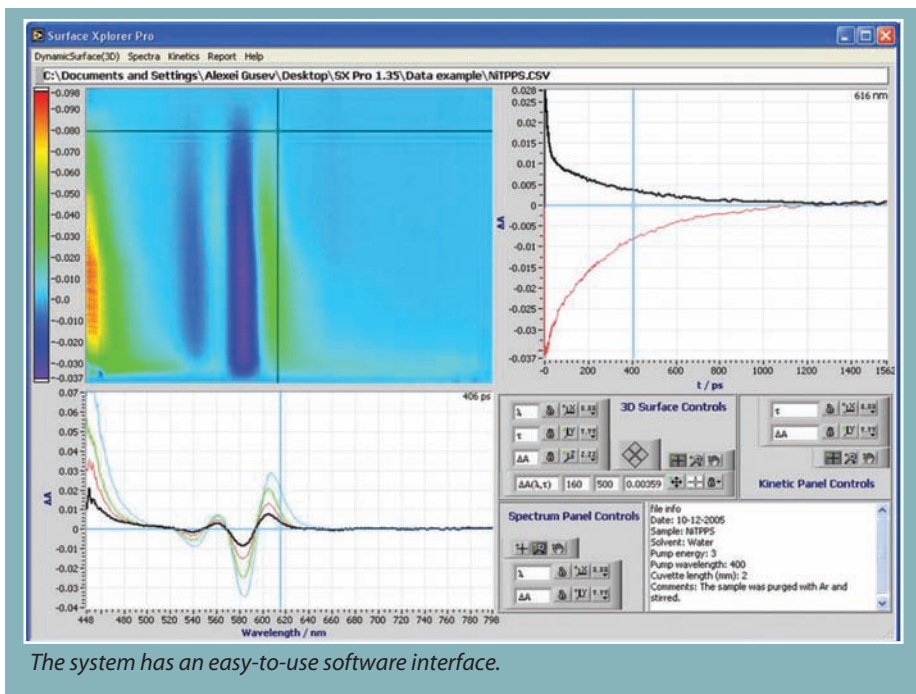 Surface Xplorer Pro
DynamicSurface(3D) Spectra Kinetics Report Help
C:\Documents and Settings\Alexei Gusev\Desktop\SX Pro 1.35\Data example\NiTPPS.CSV
-0.098
-0.090
-0.080
-0.070
-0.060
-0.050
-0.040
-0.030
-0.020
-0.010
-0.0
-0.010
-0.020
-0.030
-0.037
616 nm
0.028
0.02
0.015
0.01
0.005
0
-0.005
-0.01
-0.015
-0.02
-0.025
-0.03
-0.037
ΔA
-0 200 400 600 800 1000 1200 1400 1562
t / ps
406 ps
0.07
0.06
0.05
0.04
0.03
0.02
0.01
0
-0.01
-0.02
-0.03
-0.04
ΔA
448 480 500 520 540 560 580 600 620 640 660 680 700 720 740 760 798
Wavelength / nm
3D Surface Controls
λ
τ
ΔA
ΔA(λ,τ) 160 500 0.00359
τ
ΔA
Kinetic Panel Controls
Spectrum Panel Controls
λ
ΔA
file info
Date: 10-12-2005
Sample: NiTPPS
Solvent: Water
Pump energy: 3
Pump wavelength: 400
Cuvette length (mm): 2
Comments: The sample was purged with Ar and
stirred.
The system has an easy-to-use software interface.